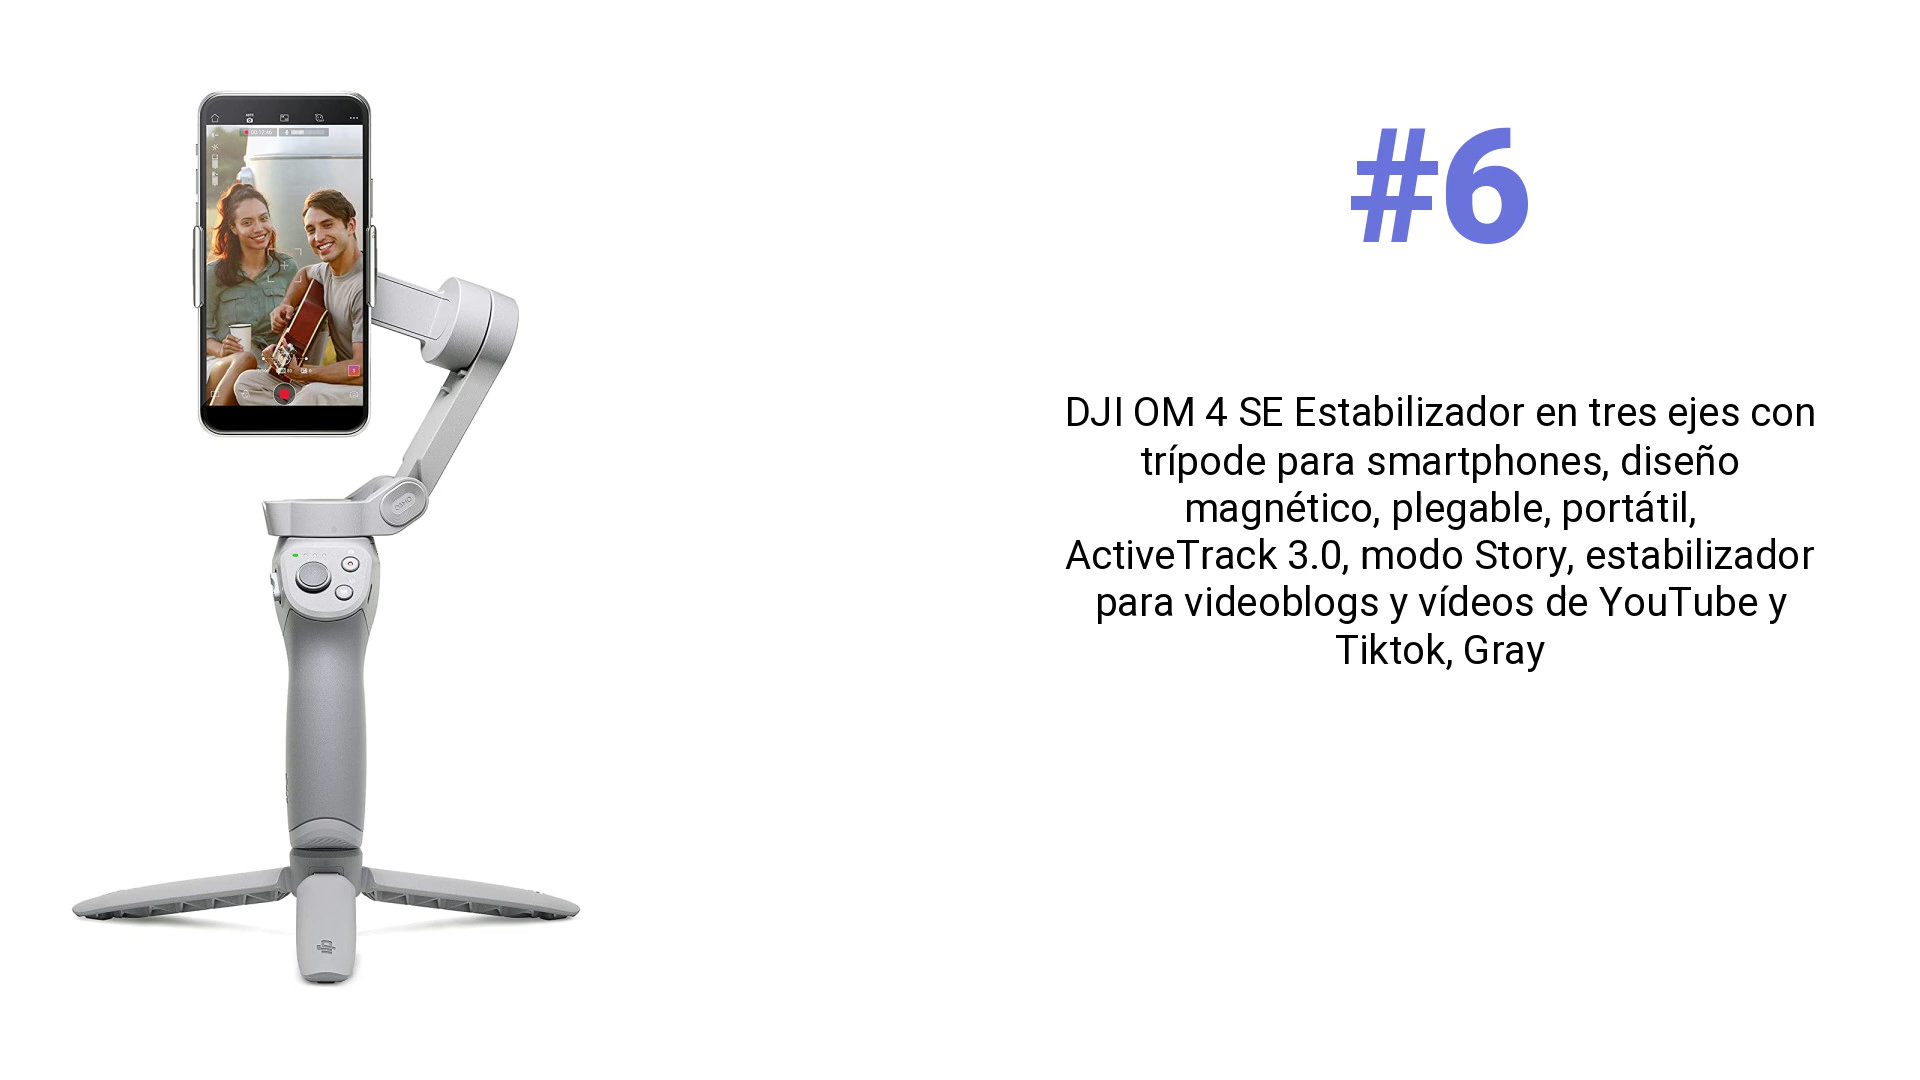 #6
DJI OM 4 SE Estabilizador en tres ejes con
trípode para smartphones, diseño
magnético, plegable, portátil,
ActiveTrack 3.0, modo Story, estabilizador
para videoblogs y vídeos de YouTube y
Tiktok, Gray
OSMO